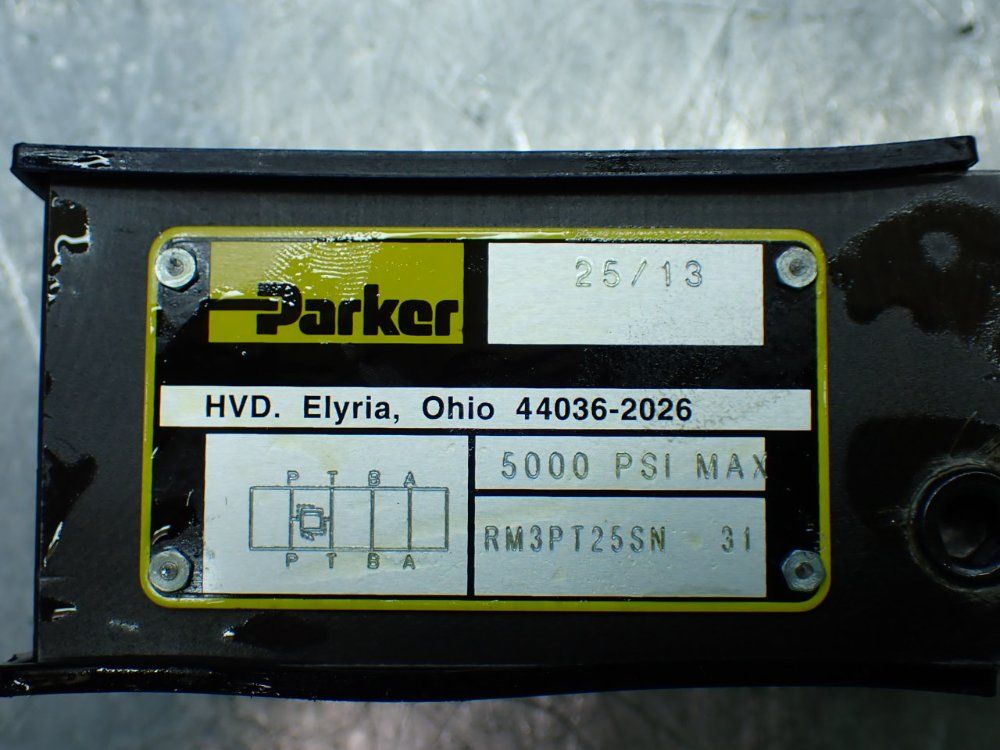 Parker
25/13
HVD. Elyria, Ohio 44036-2026
P T B A
P T B A
5000 PSI MAX
RM3PT25SN 31